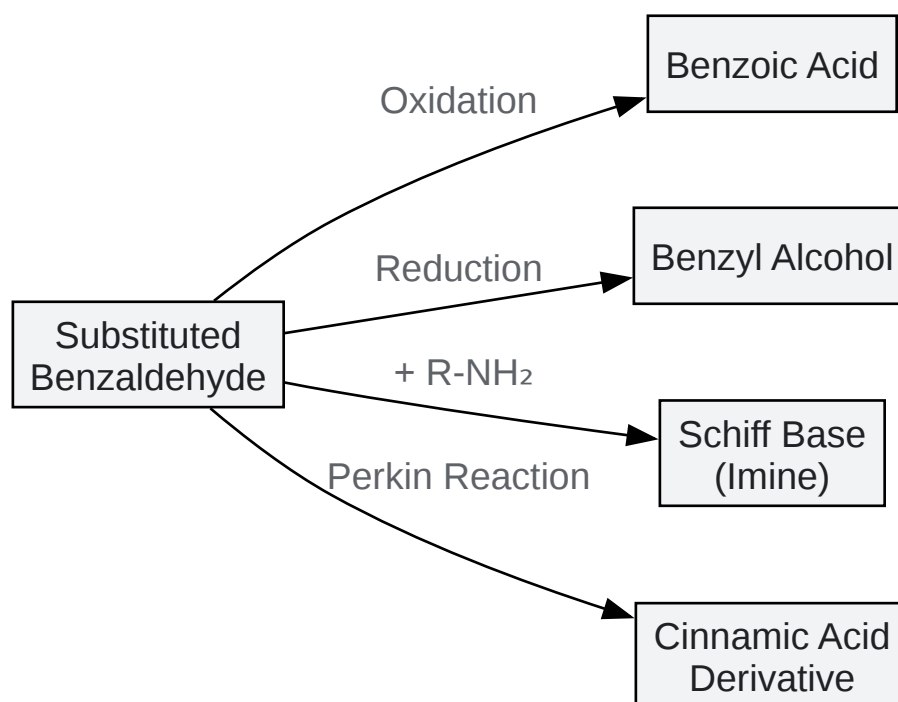 Benzoic Acid
Oxidation
Benzyl Alcohol
Reduction
Substituted
Benzaldehyde
+ R-NH₂
Schiff Base
(Imine)
Perkin Reaction
Cinnamic Acid
Derivative